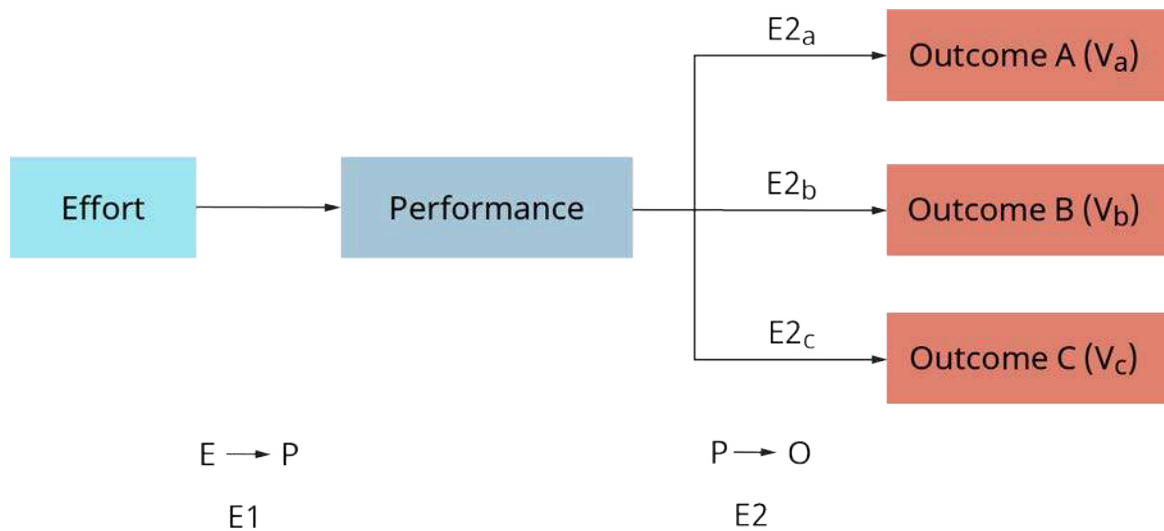 E2a
Outcome A (Va)
Effort
Performance
E2b
Outcome B (Vb)
E2c
Outcome C (Vc)
E → P
P → O
E1
E2